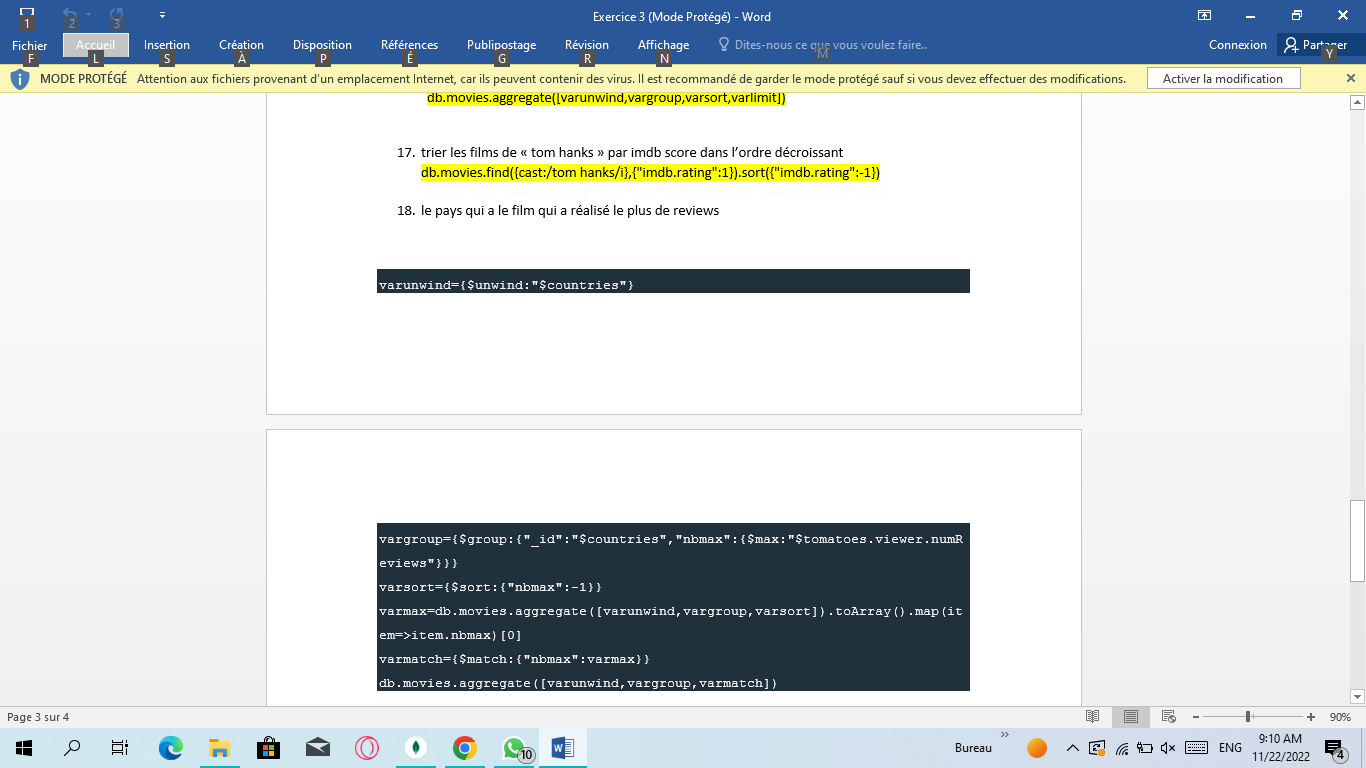 Exercice 3 (Mode Protégé) - Word
1 2 3
Fichier Accueil Insertion Création Disposition Références Publipostage Révision Affichage Dites-nous ce que vous voulez faire.. Connexion Partager
F L S À P É G R N M Y
MODE PROTÉGÉ Attention aux fichiers provenant d'un emplacement Internet, car ils peuvent contenir des virus. Il est recommandé de garder le mode protégé sauf si vous devez effectuer des modifications. Activer la modification
db.movies.aggregate([varunwind,vargroup,varsort,varlimit])
17. trier les films de « tom hanks » par imdb score dans l'ordre décroissant
db.movies.find({cast:/tom hanks/i},{"imdb.rating":1}).sort({"imdb.rating":-1})
18. le pays qui a le film qui a réalisé le plus de reviews
varunwind={$unwind:"$countries"}
vargroup={$group:{"_id":"$countries","nbmax":{$max:"$tomatoes.viewer.numR
eviews"}}}
varsort={$sort:{"nbmax":-1}}
varmax=db.movies.aggregate([varunwind,vargroup,varsort]).toArray().map(it
em=>item.nbmax)[0]
varmatch={$match:{"nbmax":varmax}}
db.movies.aggregate([varunwind,vargroup,varmatch])
Page 3 sur 4 90%
10 Bureau ENG 9:10 AM
11/22/2022 4